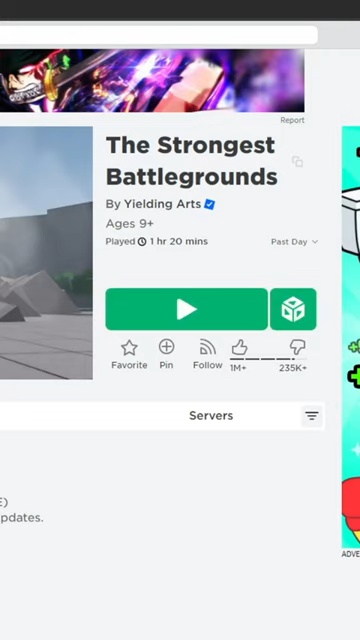 Report
The Strongest
Battlegrounds
By Yielding Arts
Ages 9+
Played 1 hr 20 mins
Past Day
Favorite
Pin
Follow
1M+
235K+
Servers
E)
pdates.
ADVE